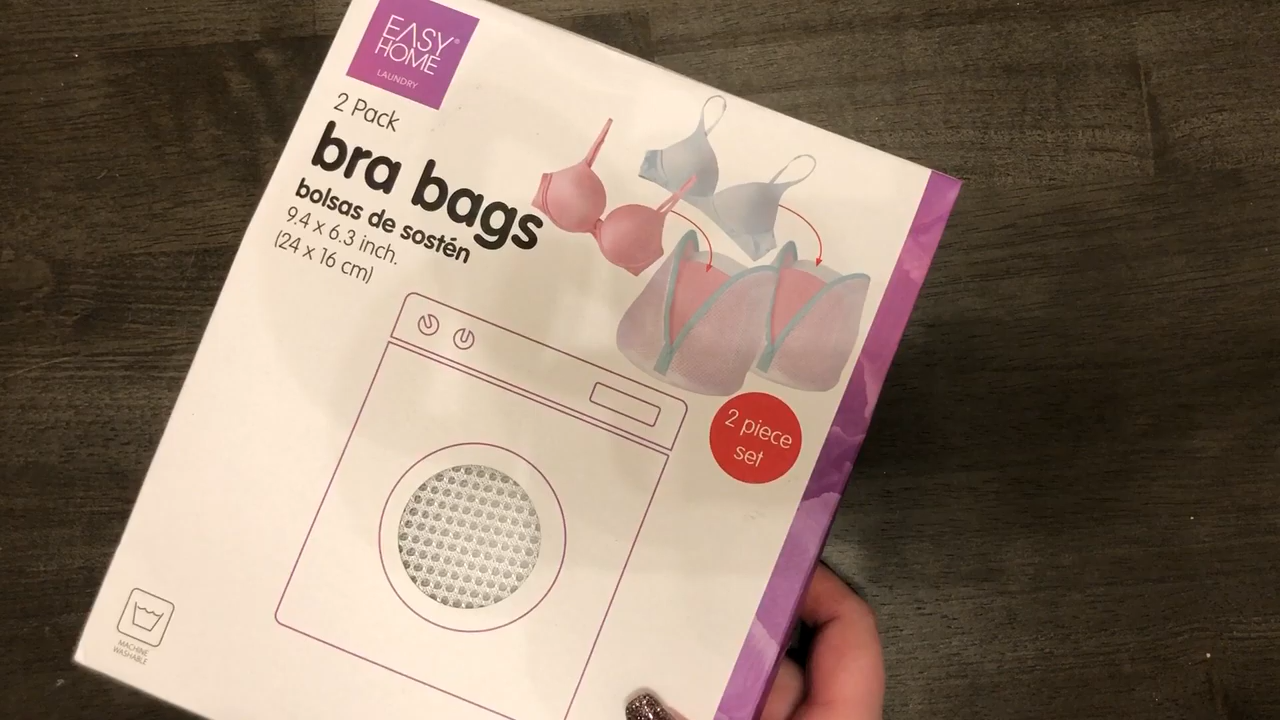 EASY
HOME®
LAUNDRY
2 Pack
bra bags
bolsas de sostén
9.4 x 6.3 inch.
(24 x 16 cm)
2 piece
set
MACHINE
WASHABLE